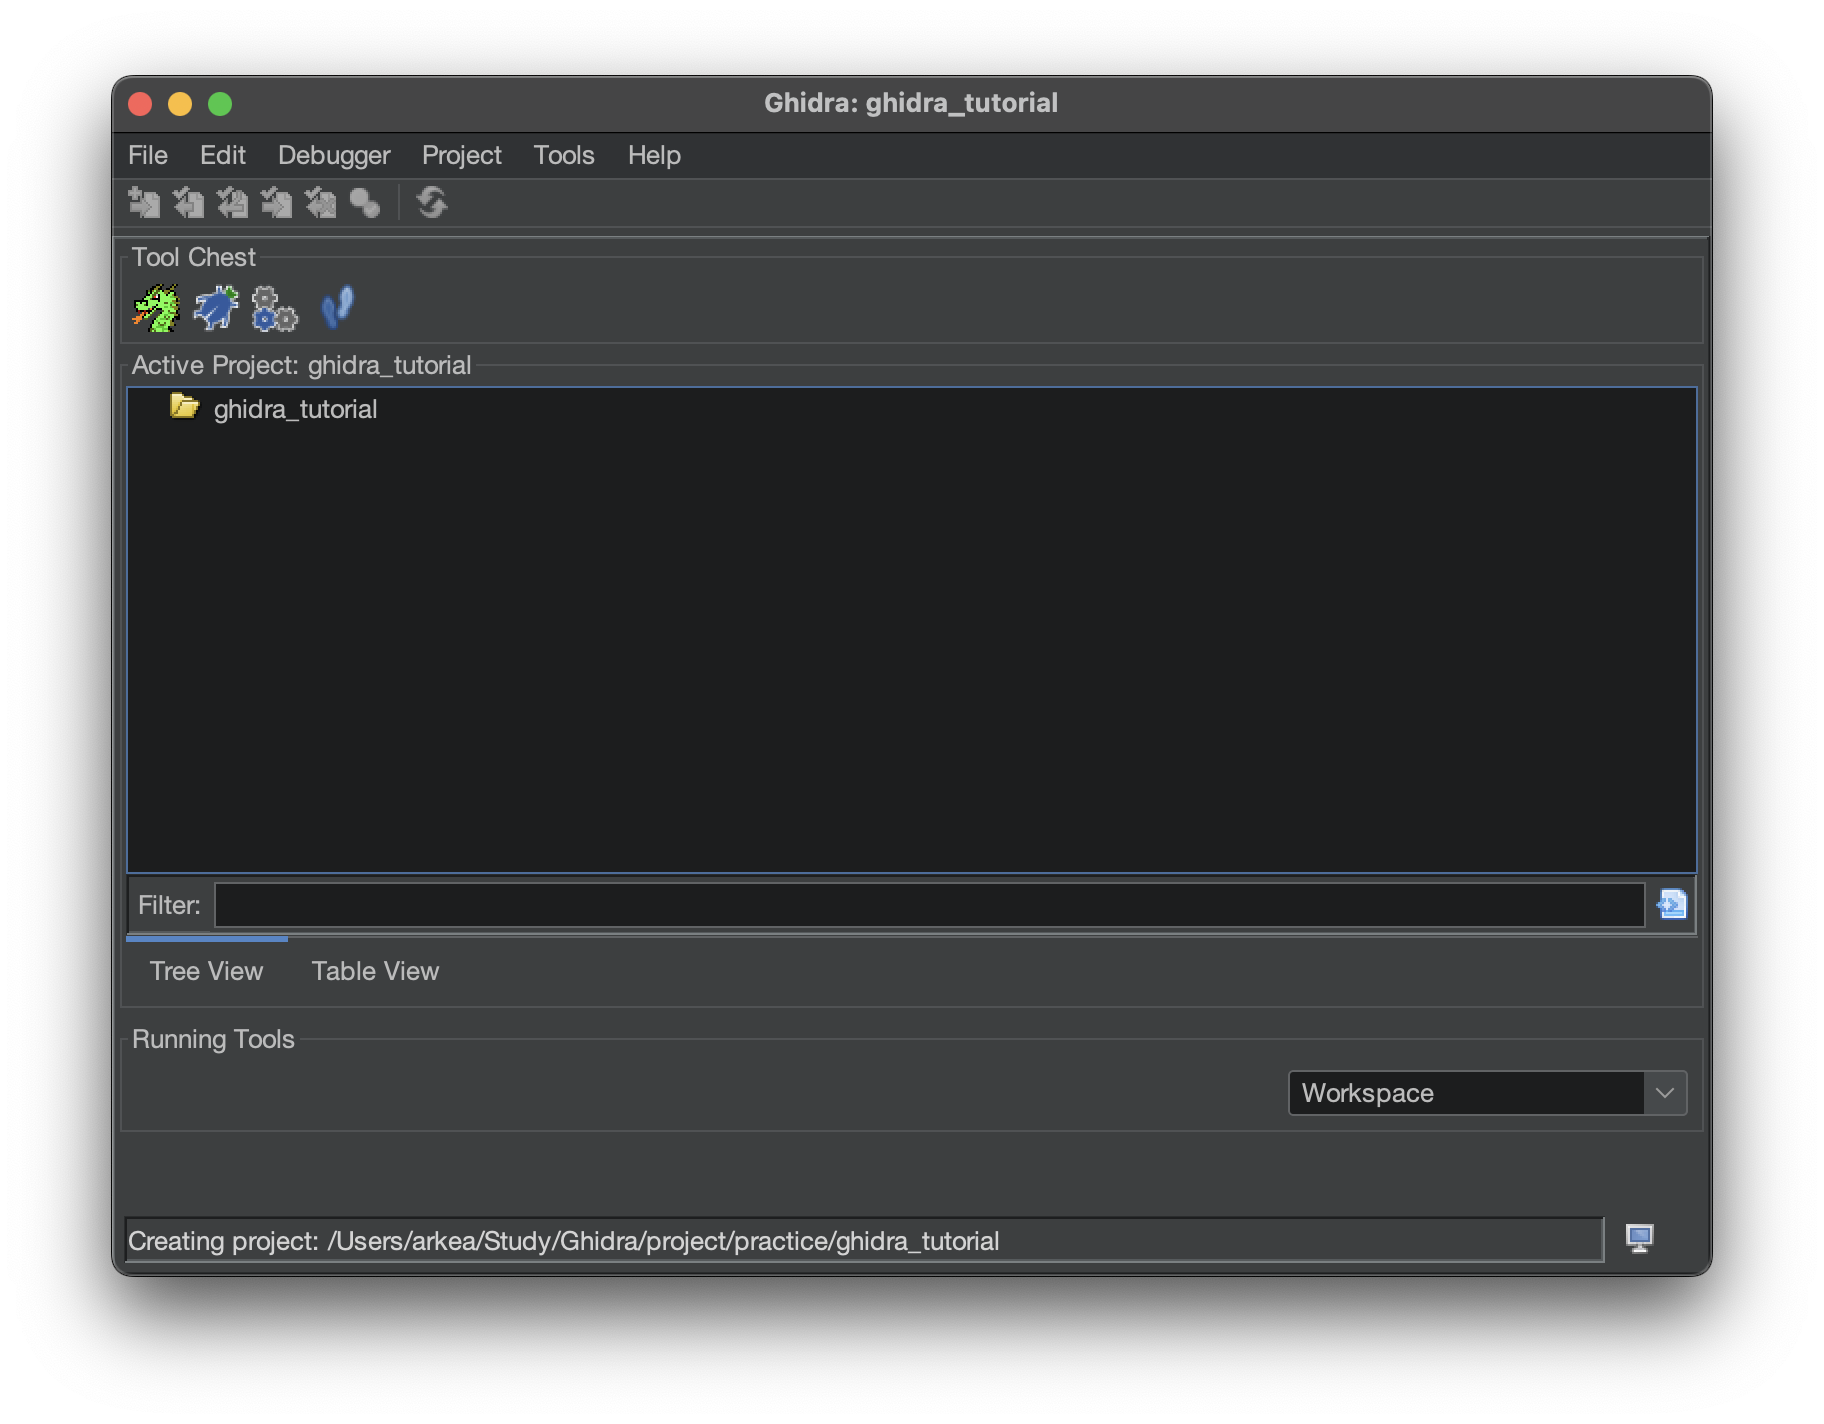 Ghidra: ghidra_tutorial
File Edit Debugger Project Tools Help
Tool Chest
Active Project: ghidra_tutorial
ghidra_tutorial
Filter:
Tree View Table View
Running Tools
Workspace
Creating project: /Users/arkea/Study/Ghidra/project/practice/ghidra_tutorial